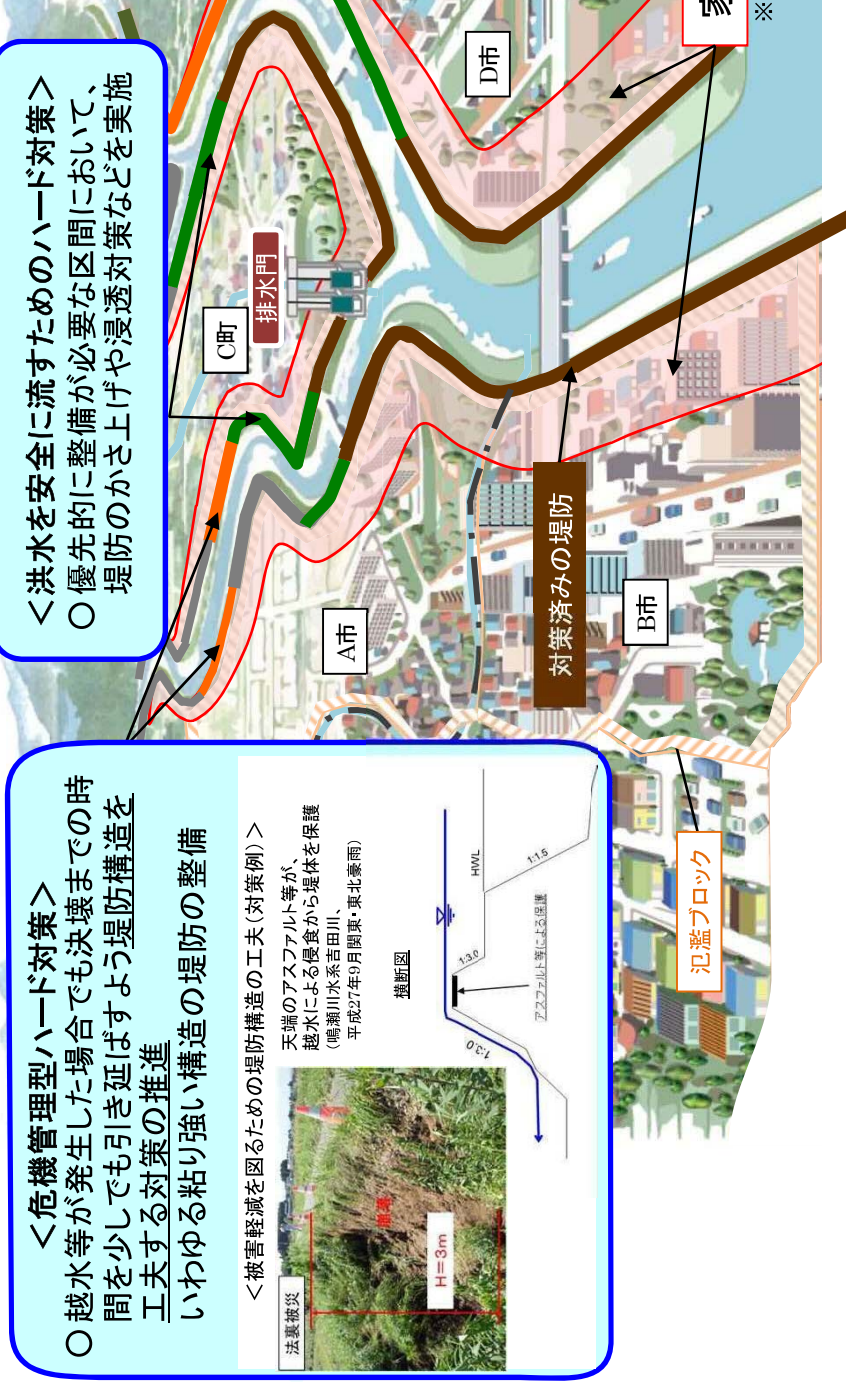 ＜危機管理型ハード対策＞
○越水等が発生した場合でも決壊までの時
間を少しでも引き延ばすよう堤防構造を
工夫する対策の推進
いわゆる粘り強い構造の堤防の整備
＜被害軽減を図るための堤防構造の工夫（対策例）＞
天端のアスファルト等が、
越水による侵食から堤体を保護
（鳴瀬川水系吉田川、
平成27年9月関東・東北豪雨）
法裏被災
崩落
H=3m
横断図
HWL
1:3.0
1:3.0
1:1.5
アスファルト等による保護
＜洪水を安全に流すためのハード対策＞
○優先的に整備が必要な区間において、
堤防のかさ上げや浸透対策などを実施
C町
排水門
D市
A市
対策済みの堤防
B市
氾濫ブロック
家
※